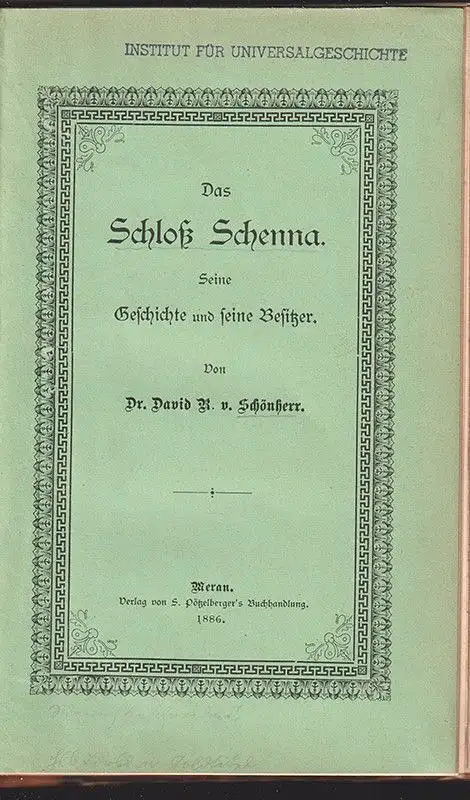 INSTITUT FÜR UNIVERSALGESCHICHTE
Das
Schloß Schenna.
Seine
Geschichte und seine Besitzer.
Von
Dr. David R. v. Schönherr.
Meran.
Verlag von S. Pötzelberger's Buchhandlung.
1886.